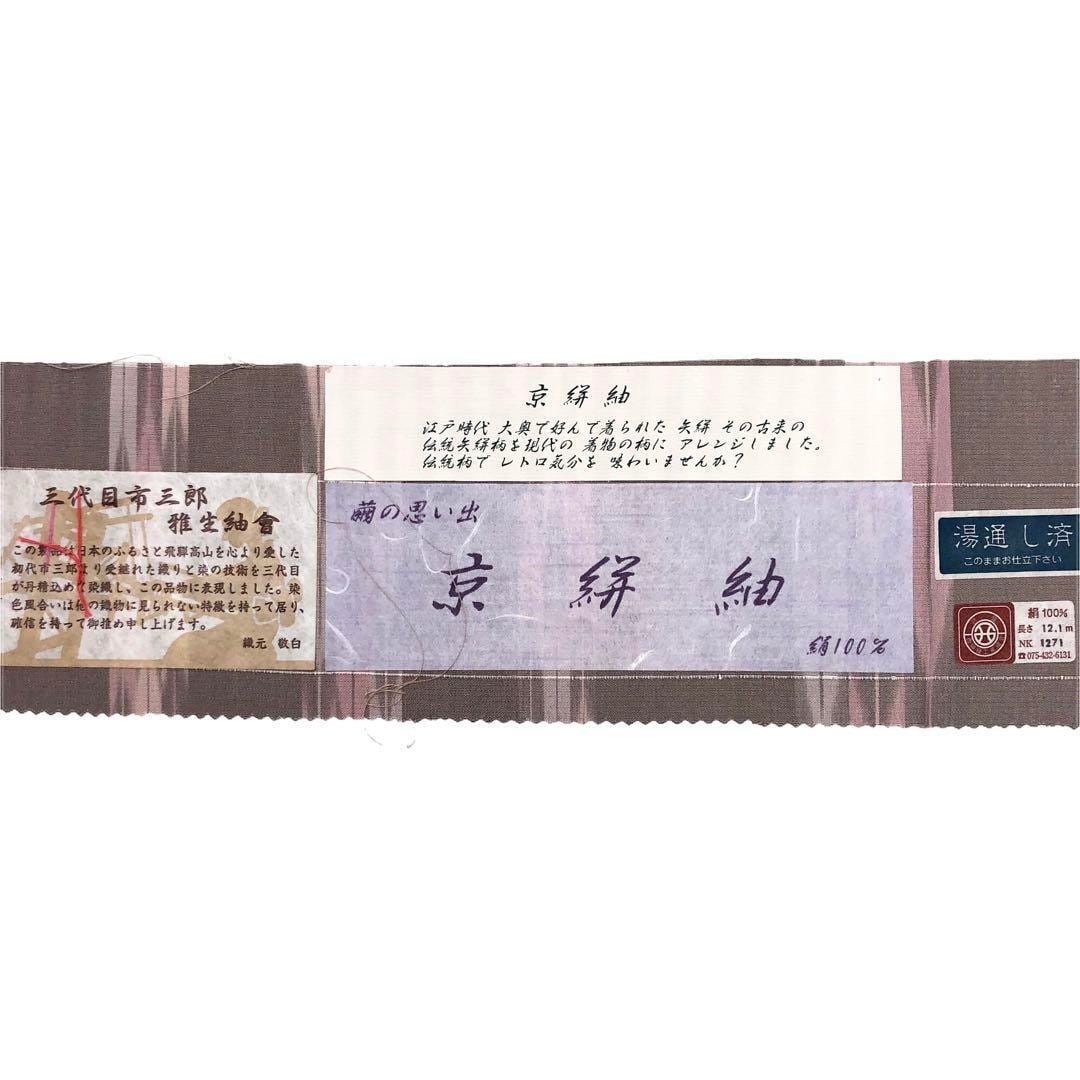 京絣紬
江戸時代 大奥で好んで着られた 矢絣 その古来の
伝統矢絣柄を現代の 着物の柄に アレンジしました。
伝統柄で レトロ気分を 味わいませんか?
三代目市三郎
雅生紬會
この製品は日本のふるさと飛騨高山を心より愛した
初代市三郎より受継れた織りと染の技術を三代目
が丹精込めて染織し、この品物に表現しました。染
色風合いは他の織物に見られない特徴を持って居り、
確信を持って御推め申し上げます。
織元 敬白
繭の思い出
京絣紬
絹100%
湯通し済
このままお仕立下さい
絹100%
長さ 12.1m
NK 1271
☎075-432-6131